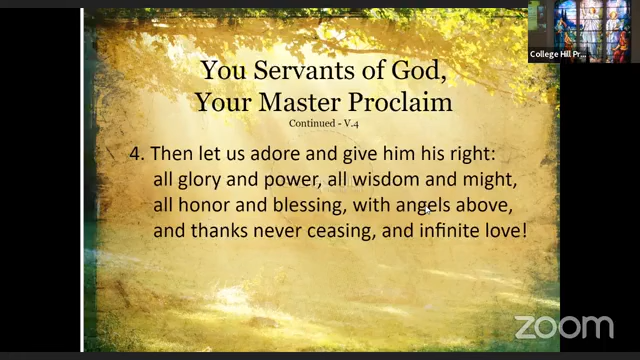 You Servants of God,
Your Master Proclaim
Continued - V.4
4. Then let us adore and give him his right:
all glory and power, all wisdom and might,
all honor and blessing, with angels above,
and thanks never ceasing, and infinite love!
College Hill Pr...
zoom